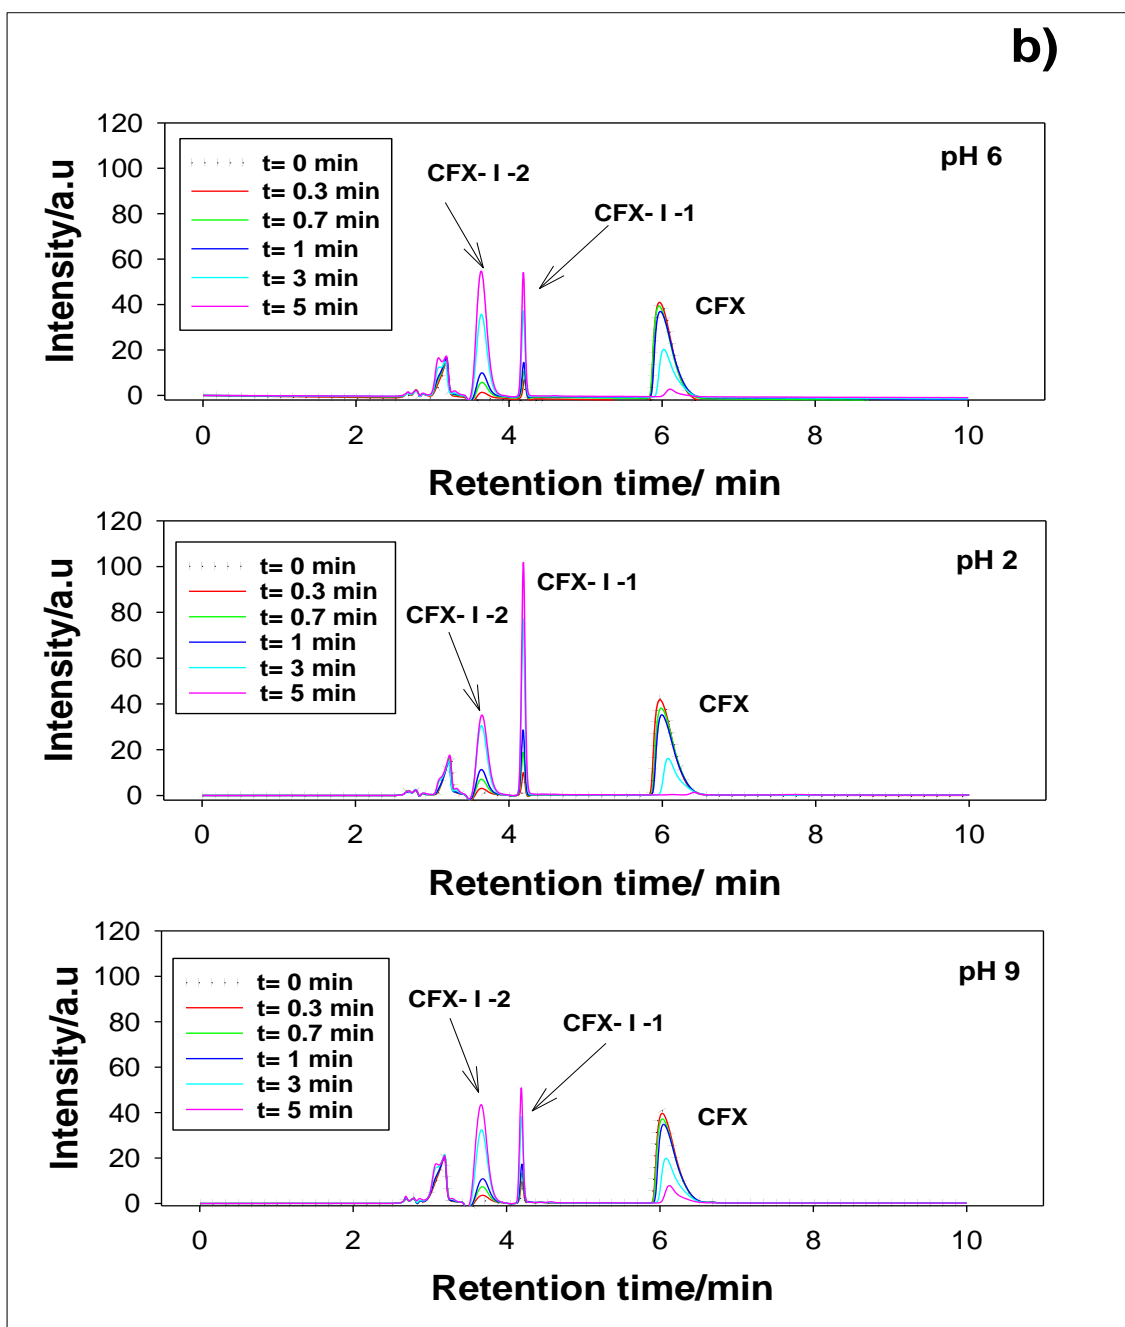 b)
120
100
80
60
40
20
0
Intensity/a.u
t= 0 min
t= 0.3 min
t= 0.7 min
t= 1 min
t= 3 min
t= 5 min
CFX- I -2
CFX- I -1
CFX
pH 6
0 2 4 6 8 10
Retention time/ min
120
100
80
60
40
20
0
Intensity/a.u
t= 0 min
t= 0.3 min
t= 0.7 min
t= 1 min
t= 3 min
t= 5 min
CFX- I -2
CFX- I -1
CFX
pH 2
0 2 4 6 8 10
Retention time/ min
120
100
80
60
40
20
0
Intensity/a.u
t= 0 min
t= 0.3 min
t= 0.7 min
t= 1 min
t= 3 min
t= 5 min
CFX- I -2
CFX- I -1
CFX
pH 9
0 2 4 6 8 10
Retention time/min